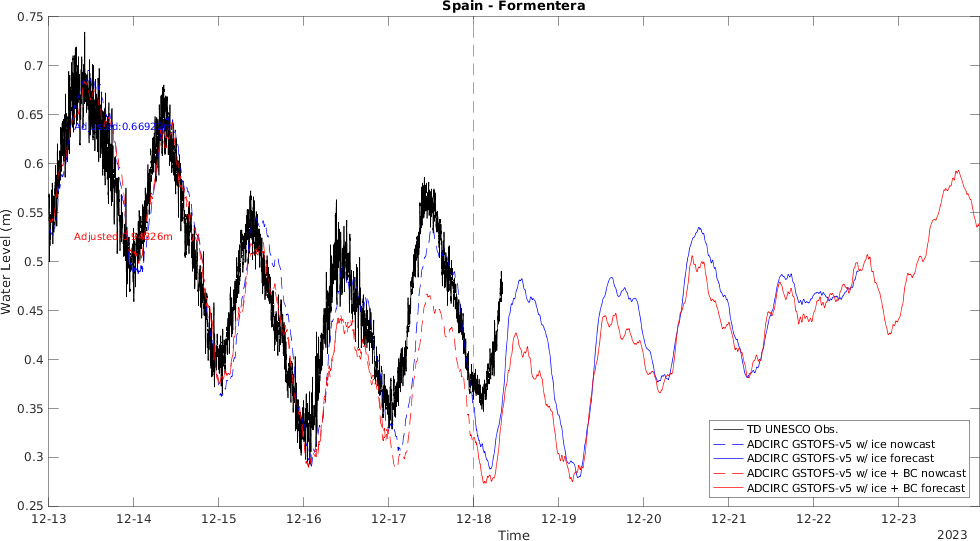 Spain - Formentera
Water Level (m)
0.75
0.7
0.65
0.6
0.55
0.5
0.45
0.4
0.35
0.3
0.25
12-13
12-14
12-15
12-16
12-17
12-18
12-19
12-20
12-21
12-22
12-23
Time
2023
TD UNESCO Obs.
ADCIRC GSTOFS-v5 w/ ice nowcast
ADCIRC GSTOFS-v5 w/ ice forecast
ADCIRC GSTOFS-v5 w/ ice + BC nowcast
ADCIRC GSTOFS-v5 w/ ice + BC forecast